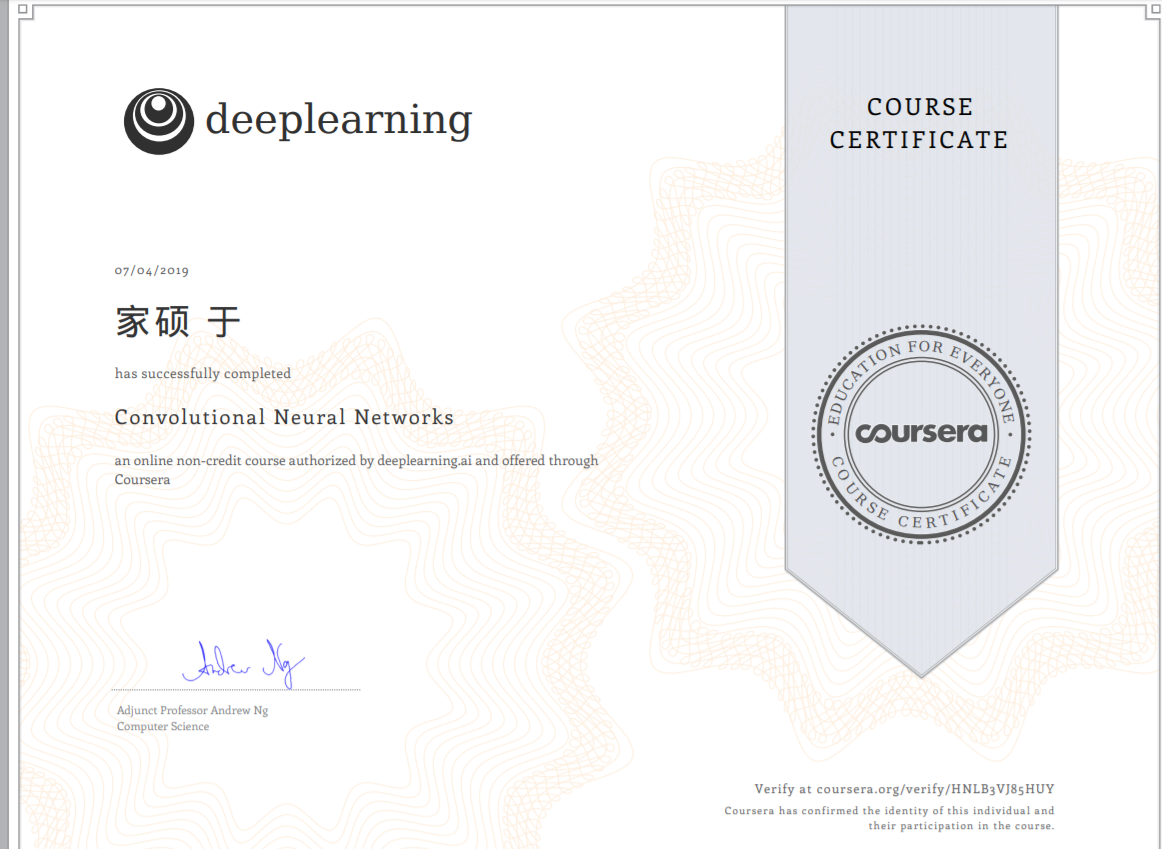 deeplearning
COURSE
CERTIFICATE
07/04/2019
家硕 于
has successfully completed
Convolutional Neural Networks
an online non-credit course authorized by deeplearning.ai and offered through
Coursera
EDUCATION FOR EVERYONE
coursera
COURSE CERTIFICATE
Andrew Ng
Adjunct Professor Andrew Ng
Computer Science
Verify at coursera.org/verify/HNLB3VJ85HUY
Coursera has confirmed the identity of this individual and
their participation in the course.